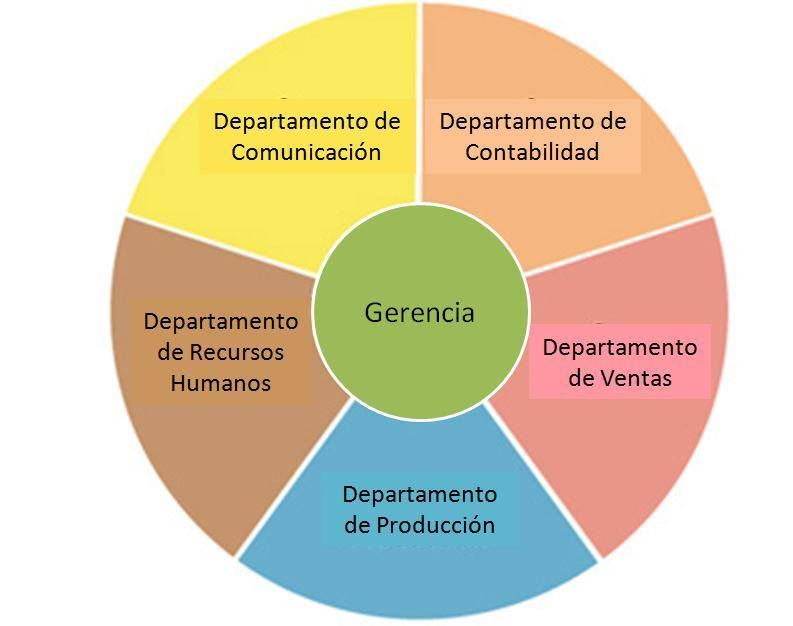 Departamento de
Comunicación
Departamento de
Contabilidad
Departamento
de Recursos
Humanos
Gerencia
Departamento
de Ventas
Departamento
de Producción